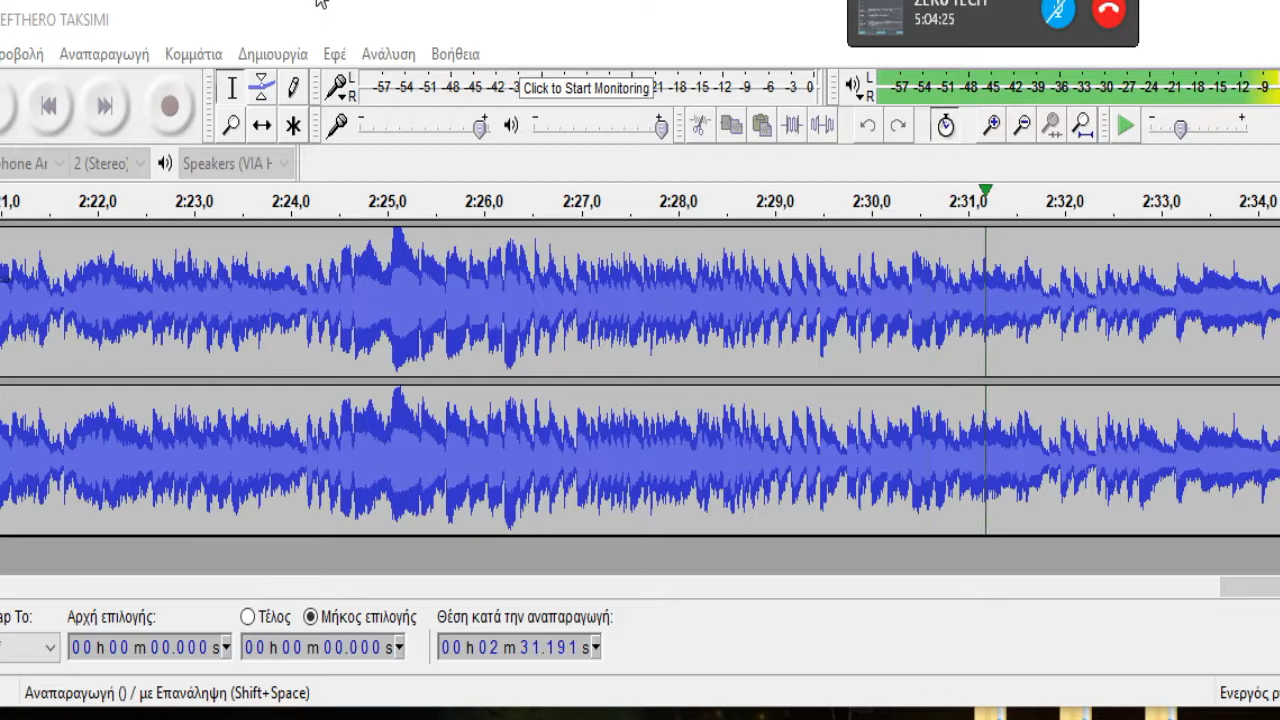 EFTHERO TAKSIMI
ZERO TECH
5:04:25
ροβολή Αναπαραγωγή Κομμάτια Δημιουργία Εφέ Ανάλυση Βοήθεια
L
R
-57 -54 -51 -48 -45 -42 Click to Start Monitoring 21 -18 -15 -12 -9 -6 -3 0
L
R
-57 -54 -51 -48 -45 -42 -39 -36 -33 -30 -27 -24 -21 -18 -15 -12 -9
- + - + - +
hone Ar 2 (Stereo) Speakers (VIA H
1,0 2:22,0 2:23,0 2:24,0 2:25,0 2:26,0 2:27,0 2:28,0 2:29,0 2:30,0 2:31,0 2:32,0 2:33,0 2:34,0
ap To: Αρχή επιλογής: Τέλος Μήκος επιλογής Θέση κατά την αναπαραγωγή:
00 h 00 m 00.000 s 00 h 00 m 00.000 s 00 h 02 m 31.191 s
Αναπαραγωγή () / με Επανάληψη (Shift+Space) Ενεργός ρ